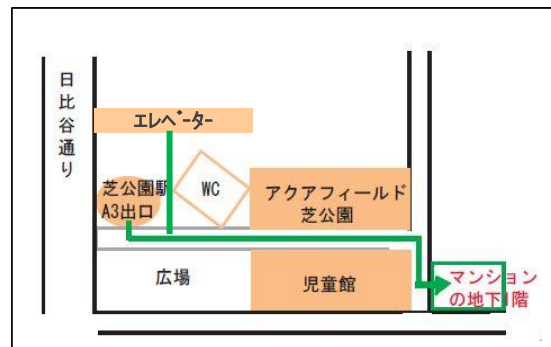 日比谷通り
エレベーター
芝公園駅
A3出口
WC
アクアフィールド
芝公園
広場
児童館
マンション
の地下1階